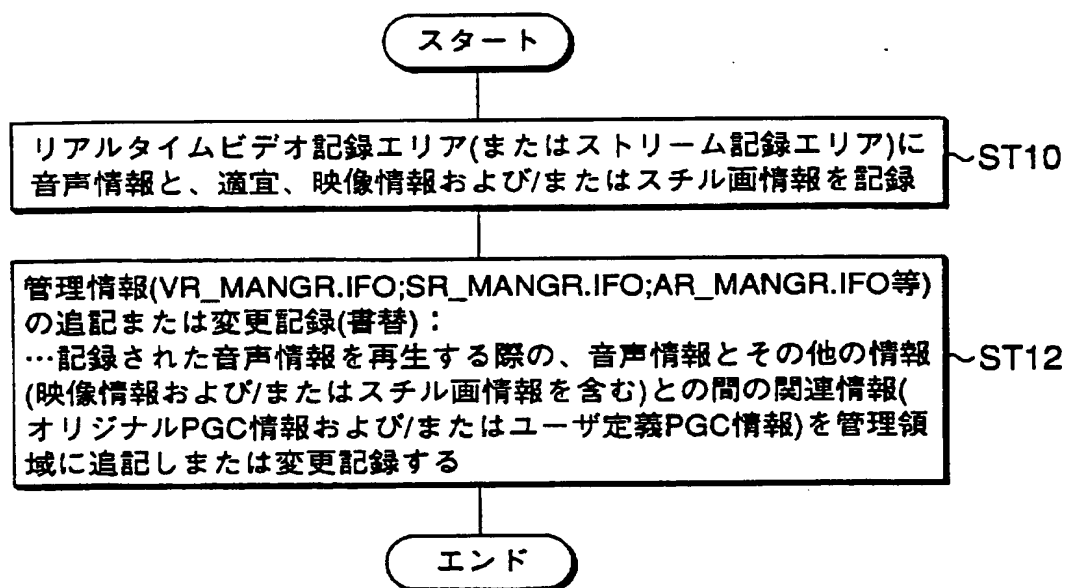 スタート
リアルタイムビデオ記録エリア(またはストリーム記録エリア)に
音声情報と、適宜、映像情報および/またはスチル画情報を記録
~ST10
管理情報(VR_MANGR.IFO;SR_MANGR.IFO;AR_MANGR.IFO等)
の追記または変更記録(書替)：
…記録された音声情報を再生する際の、音声情報とその他の情報
(映像情報および/またはスチル画情報を含む)との間の関連情報(
オリジナルPGC情報および/またはユーザ定義PGC情報)を管理領
域に追記しまたは変更記録する
~ST12
エンド